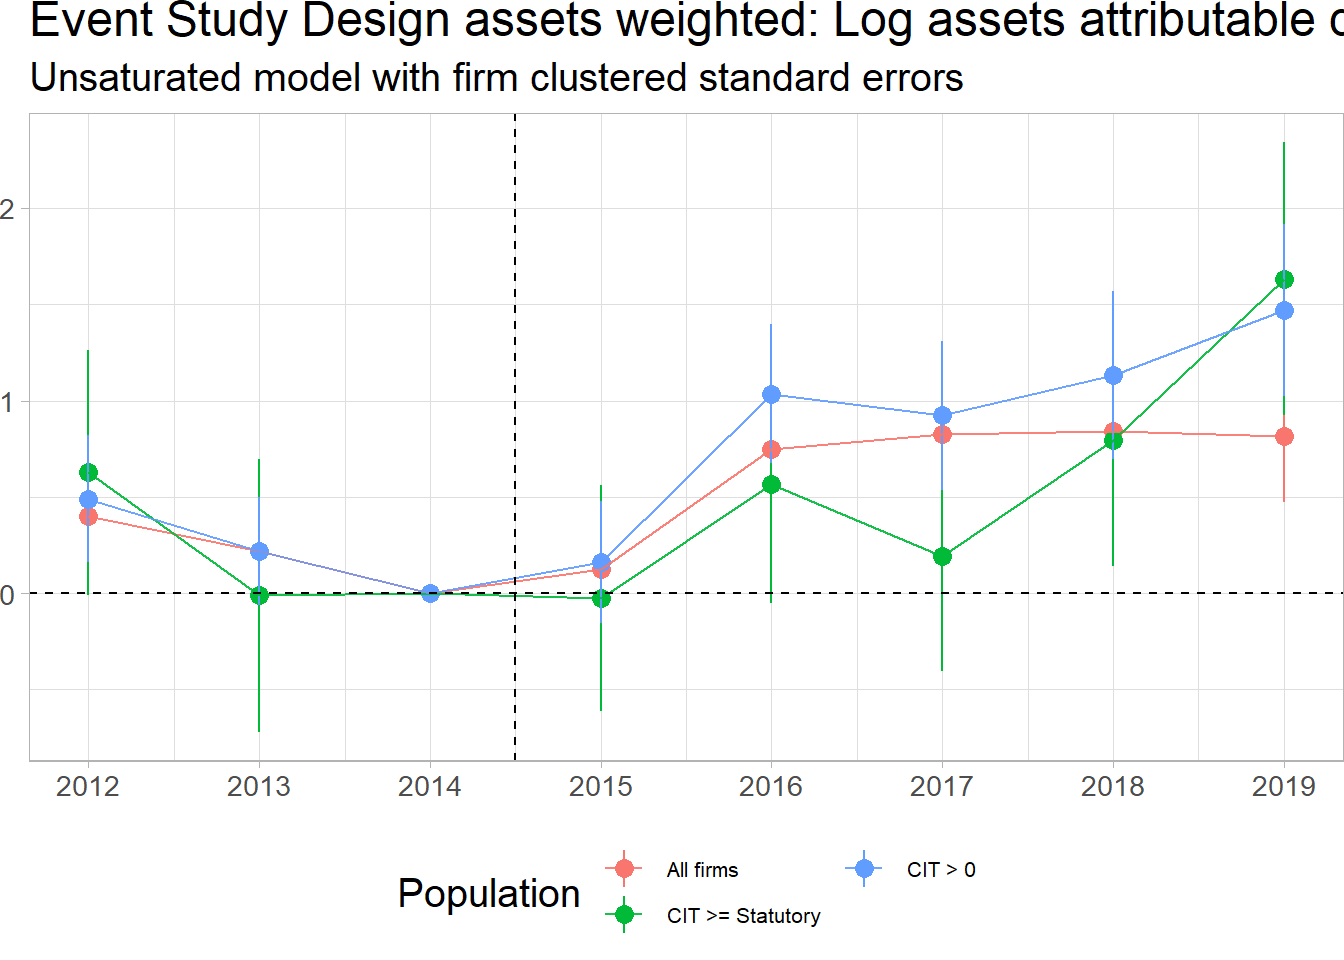 Event Study Design assets weighted: Log assets attributable
Unsaturated model with firm clustered standard errors
2
1
0
2012 2013 2014 2015 2016 2017 2018 2019
Population
All firms
CIT > 0
CIT >= Statutory